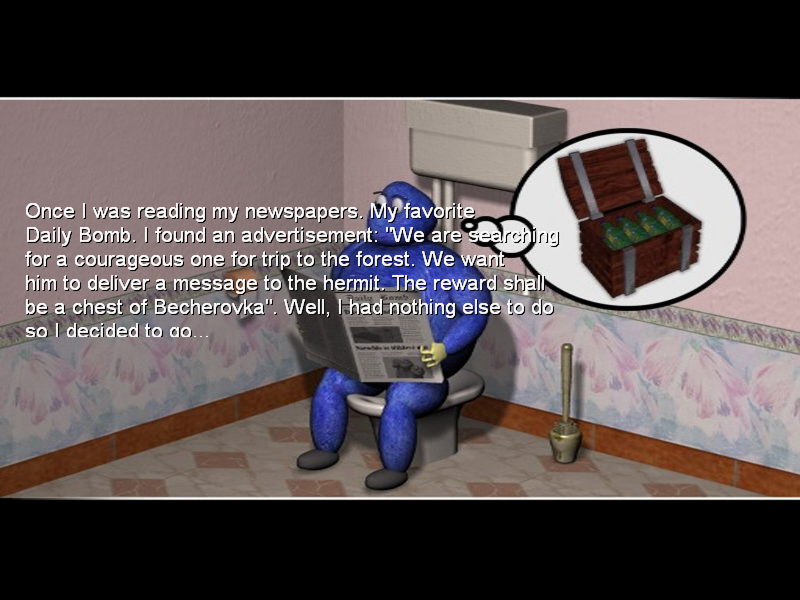 Once I was reading my newspapers. My favorite
Daily Bomb. I found an advertisement: "We are searching
for a courageous one for trip to the forest. We want
him to deliver a message to the hermit. The reward shall
be a chest of Becherovka". Well, I had nothing else to do
so I decided to go...
Daily Bomb